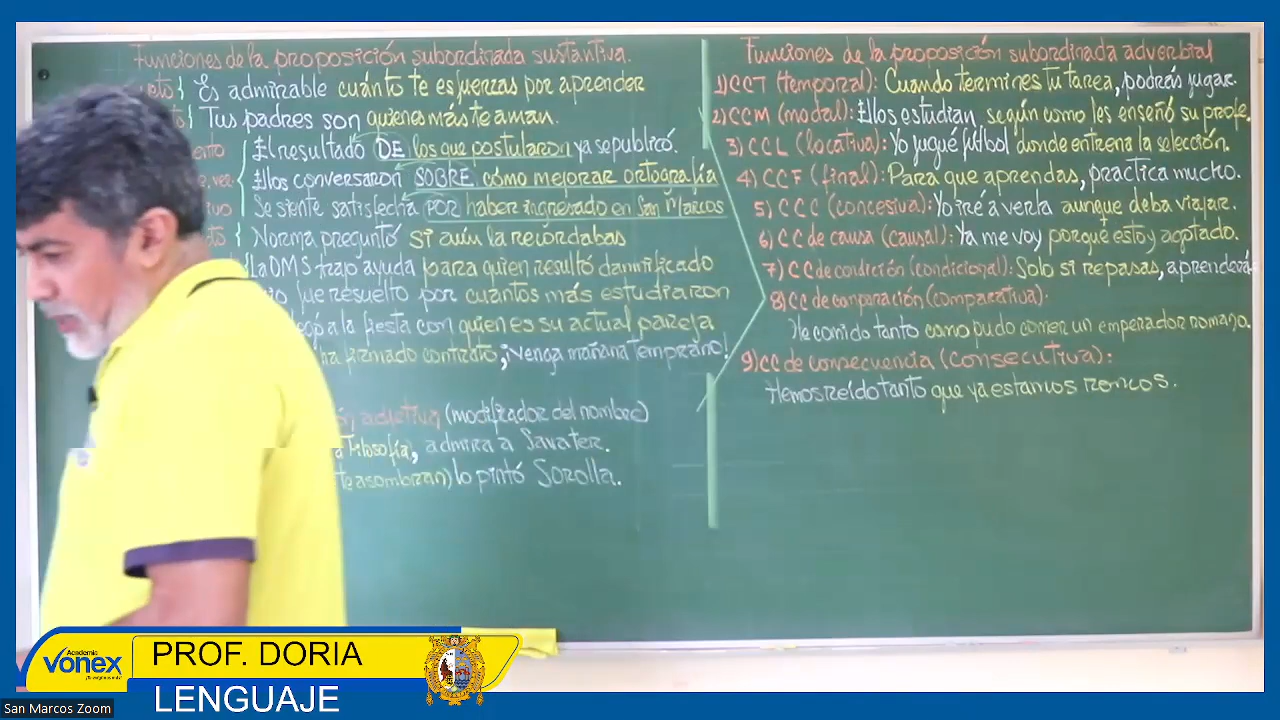 Funciones de la proposición subordinada sustantiva.
Es admirable cuánto te esfuerzas por aprender
Tus padres son quienes más te aman.
El resultado DE los que postularon ya se publicó.
Ellos conversaron SOBRE cómo mejorar ortografía
Se siente satisfecha POR haber ingresado en San Marcos
Norma preguntó si aún la recordabas
La DMS trajo ayuda para quien resultó damnificado
fue resuelto por cuantos más estudiaron
a la fiesta con quien es su actual pareja
ha firmado contrato, ¡venga mañana temprano!
adjetiva (modificador del nombre)
a Filosofía), admira a Savater.
te asombran) lo pintó Sorolla.
Funciones de la proposición subordinada adverbial
1) CCT (temporal): Cuando termines tu tarea, podrás jugar.
2) CCM (modal): Ellos estudian según como les enseñó su profe.
3) CCL (locativa): Yo jugué fútbol donde entrena la selección.
4) CCF (final): Para que aprendas, practica mucho.
5) CCC (concesiva): Yo iré a verla aunque deba viajar.
6) CC de causa (causal): Ya me voy porque estoy agotado.
7) CC de condición (condicional): Solo si repasas, aprenderás
8) CC de comparación (comparativa):
He comido tanto como pudo comer un emperador romano.
9) CC de consecuencia (consecutiva):
Hemos reído tanto que ya estamos roncos.
Academia
vonex
PROF. DORIA
LENGUAJE
San Marcos Zoom